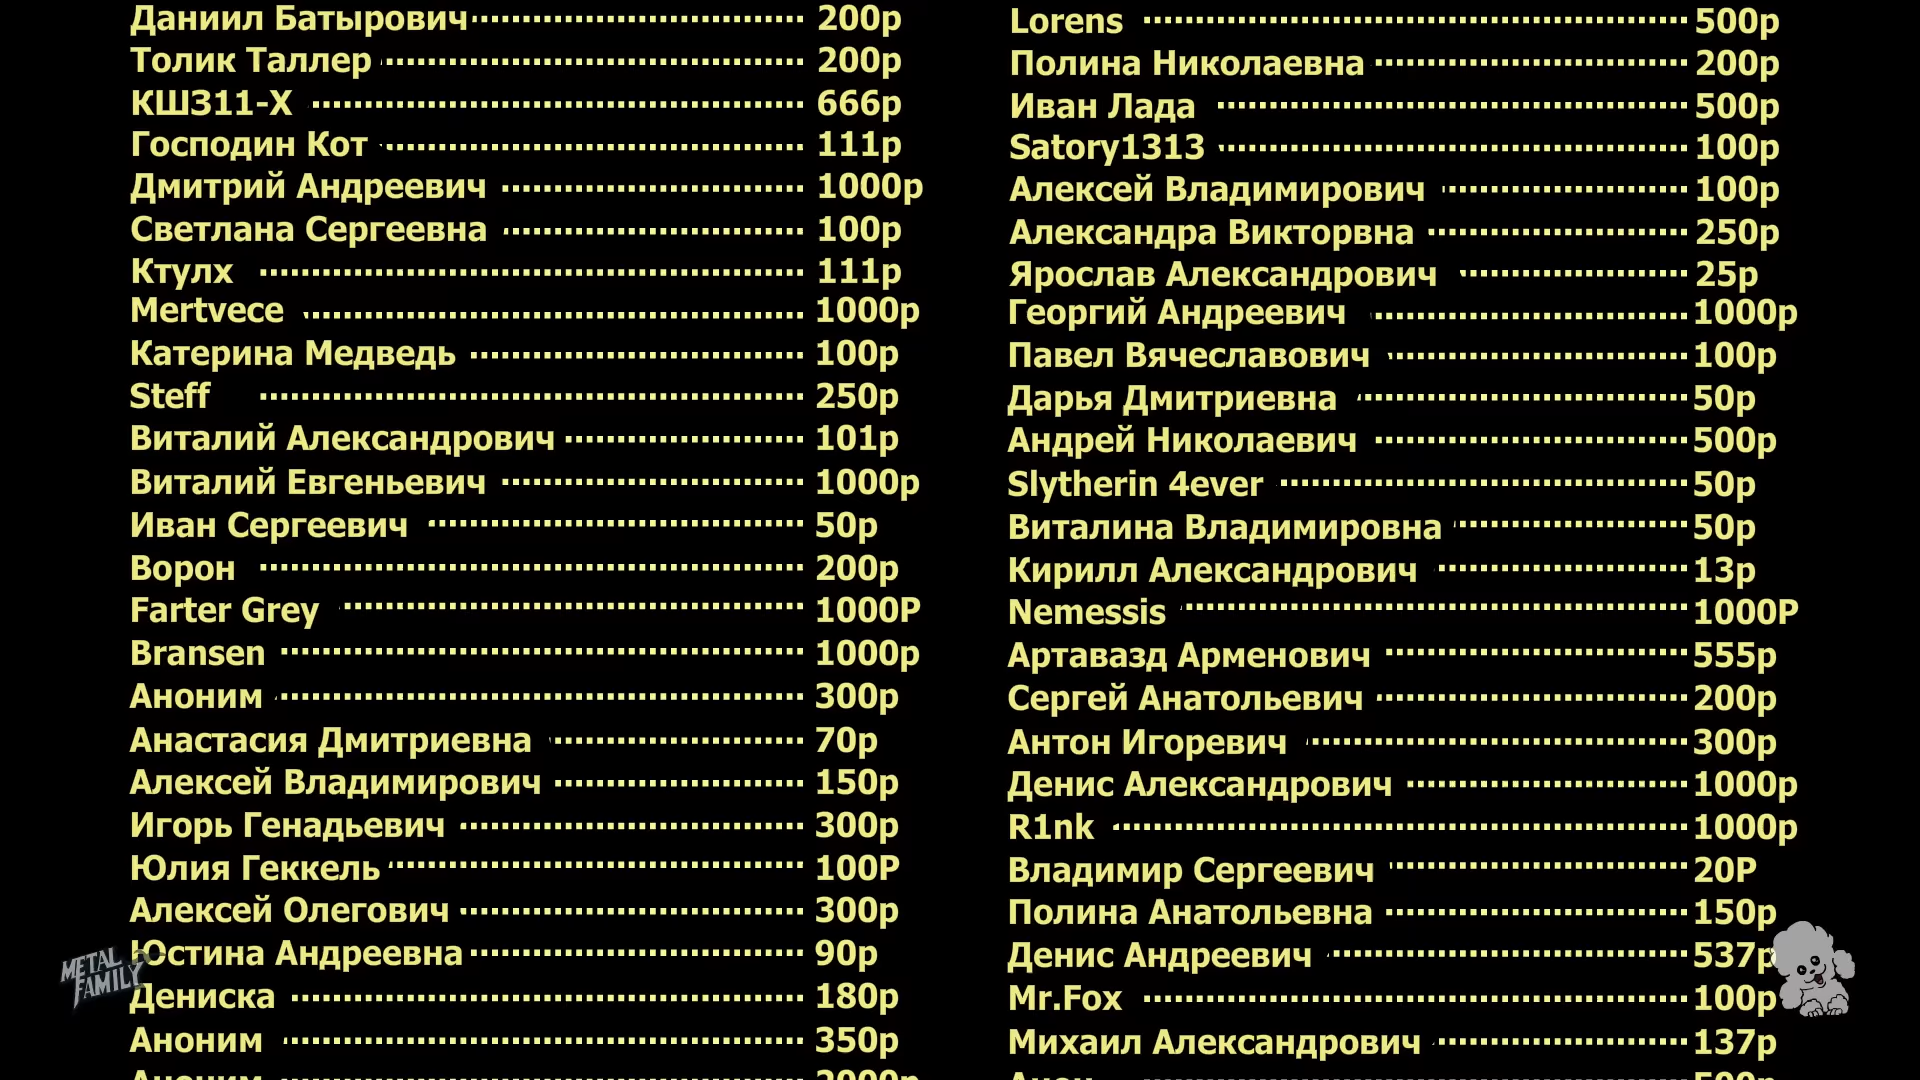 Даниил Батырович 200р
Толик Таллер 200р
КШЗ11-Х 666р
Господин Кот 111р
Дмитрий Андреевич 1000р
Светлана Сергеевна 100р
Ктулх 111р
Mertvece 1000р
Катерина Медведь 100р
Steff 250р
Виталий Александрович 101р
Виталий Евгеньевич 1000р
Иван Сергеевич 50р
Ворон 200р
Farter Grey 1000Р
Bransen 1000р
Аноним 300р
Анастасия Дмитриевна 70р
Алексей Владимирович 150р
Игорь Генадьевич 300р
Юлия Геккель 100Р
Алексей Олегович 300р
Юстина Андреевна 90р
Дениска 180р
Аноним 350р
Аноним 2000р
Lorens 500р
Полина Николаевна 200р
Иван Лада 500р
Satory1313 100р
Алексей Владимирович 100р
Александра Викторвна 250р
Ярослав Александрович 25р
Георгий Андреевич 1000р
Павел Вячеславович 100р
Дарья Дмитриевна 50р
Андрей Николаевич 500р
Slytherin 4ever 50р
Виталина Владимировна 50р
Кирилл Александрович 13р
Nemessis 1000Р
Артавазд Арменович 555р
Сергей Анатольевич 200р
Антон Игоревич 300р
Денис Александрович 1000р
R1nk 1000р
Владимир Сергеевич 20Р
Полина Анатольевна 150р
Денис Андреевич 537р
Mr.Fox 100р
Михаил Александрович 137р
METAL
FAMILY